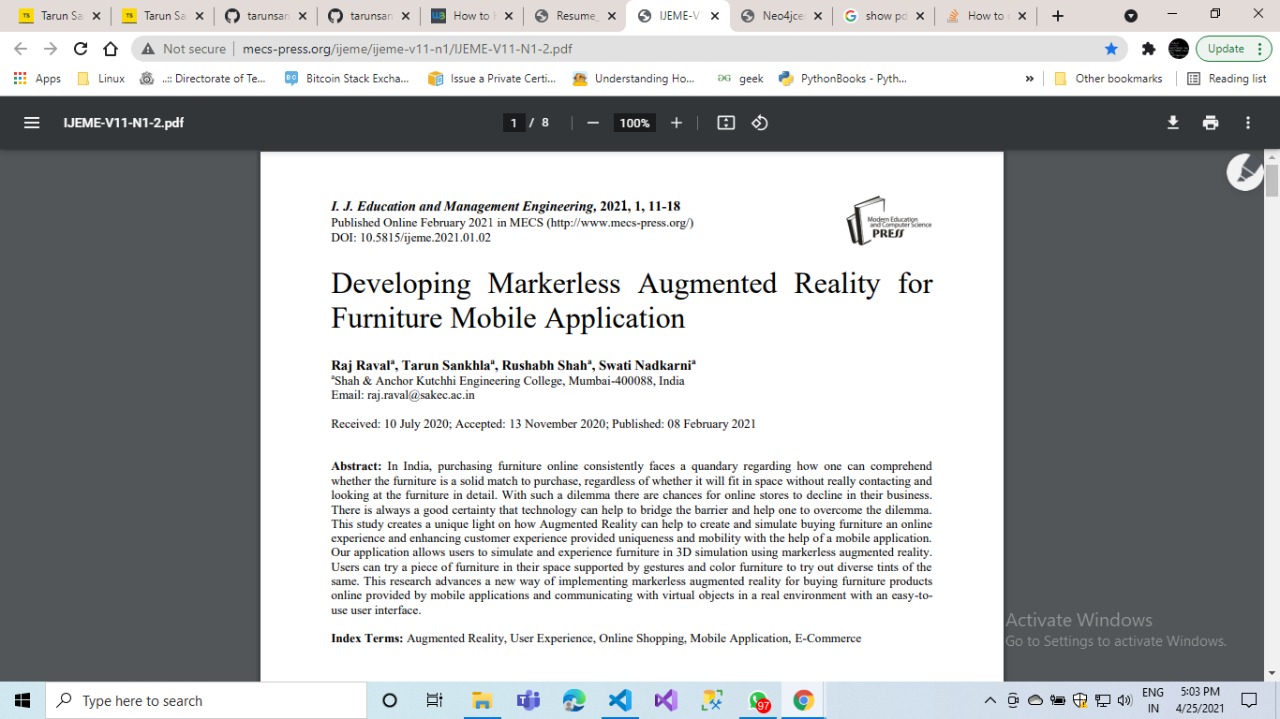 Tarun Sa
Tarun Sa
tarunsan
tarunsan
How to
Resume_
IJEME-V
Neo4jce
show pd
How to
Not secure
mecs-press.org/ijeme/ijeme-v11-n1/IJEME-V11-N1-2.pdf
Update
Apps
Linux
..:: Directorate of Te...
Bitcoin Stack Excha...
Issue a Private Certi...
Understanding Ho...
geek
PythonBooks - Pyth...
»
Other bookmarks
Reading list
IJEME-V11-N1-2.pdf
1 / 8
100%
I. J. Education and Management Engineering, 2021, 1, 11-18
Published Online February 2021 in MECS (http://www.mecs-press.org/)
DOI: 10.5815/ijeme.2021.01.02
Modern Education
and Computer Science
PRESS
Developing Markerless Augmented Reality for
Furniture Mobile Application
Raj Ravalᵃ, Tarun Sankhlaᵃ, Rushabh Shahᵃ, Swati Nadkarniᵃ
ᵃShah & Anchor Kutchhi Engineering College, Mumbai-400088, India
Email: raj.raval@sakec.ac.in
Received: 10 July 2020; Accepted: 13 November 2020; Published: 08 February 2021
Abstract: In India, purchasing furniture online consistently faces a quandary regarding how one can comprehend
whether the furniture is a solid match to purchase, regardless of whether it will fit in space without really contacting and
looking at the furniture in detail. With such a dilemma there are chances for online stores to decline in their business.
There is always a good certainty that technology can help to bridge the barrier and help one to overcome the dilemma.
This study creates a unique light on how Augmented Reality can help to create and simulate buying furniture an online
experience and enhancing customer experience provided uniqueness and mobility with the help of a mobile application.
Our application allows users to simulate and experience furniture in 3D simulation using markerless augmented reality.
Users can try a piece of furniture in their space supported by gestures and color furniture to try out diverse tints of the
same. This research advances a new way of implementing markerless augmented reality for buying furniture products
online provided by mobile applications and communicating with virtual objects in a real environment with an easy-to-
use user interface.
Index Terms: Augmented Reality, User Experience, Online Shopping, Mobile Application, E-Commerce
Activate Windows
Go to Settings to activate Windows.
Type here to search
97
ENG
IN
5:03 PM
4/25/2021